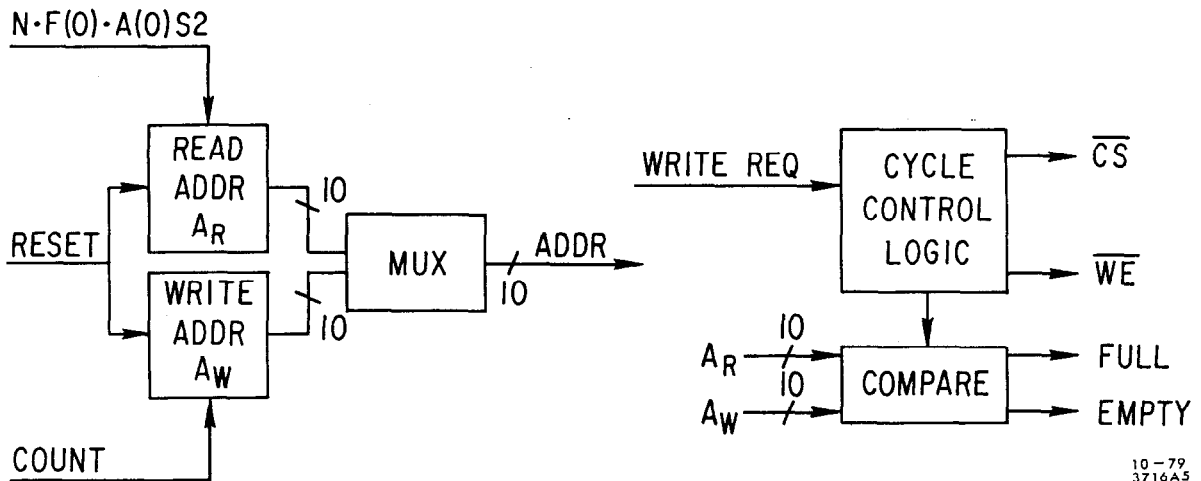 N·F(0)·A(0)S2
READ
ADDR
A_R
10
RESET
WRITE
ADDR
A_W
10
COUNT
MUX
ADDR
10
WRITE REQ
CYCLE
CONTROL
LOGIC
CS
WE
A_R
10
A_W
10
COMPARE
FULL
EMPTY
10-79
3716A5